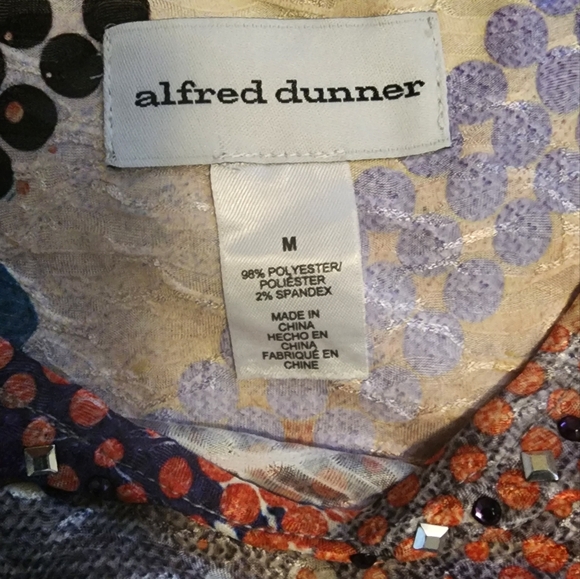 alfred dunner
M
98% POLYESTER/
POLIÉSTER
2% SPANDEX
MADE IN
CHINA
HECHO EN
CHINA
FABRIQUÉ EN
CHINE